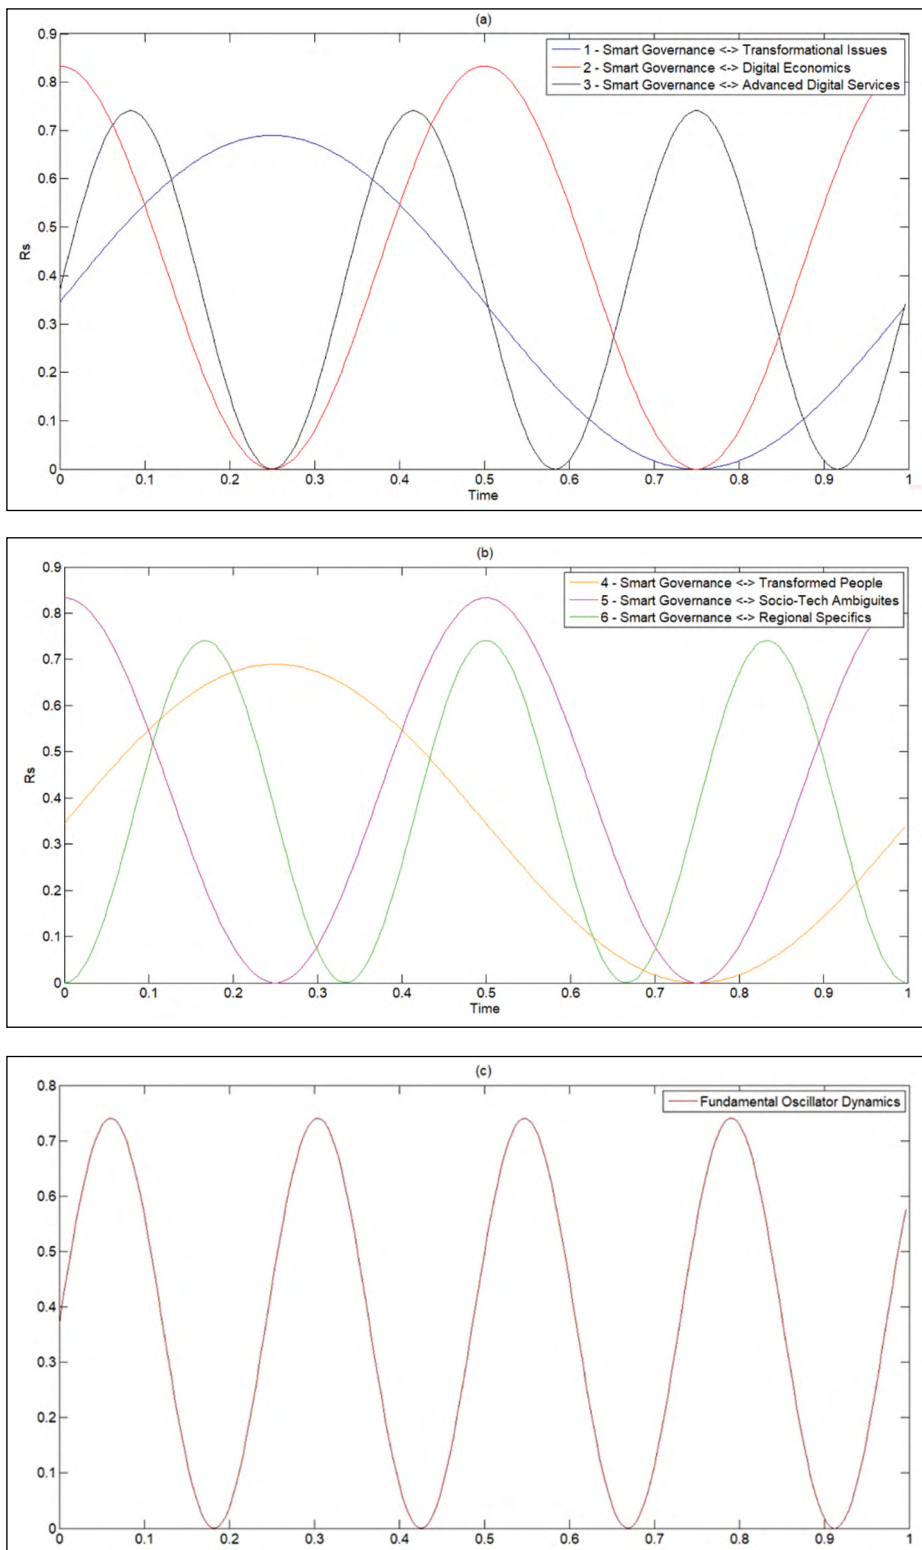 (a)
0.9
1 - Smart Governance <-> Transformational Issues
2 - Smart Governance <-> Digital Economics
3 - Smart Governance <-> Advanced Digital Services
0.8
0.7
0.6
0.5
Rs
0.4
0.3
0.2
0.1
0
0 0.1 0.2 0.3 0.4 0.5 0.6 0.7 0.8 0.9 1
Time
(b)
0.9
4 - Smart Governance <-> Transformed People
5 - Smart Governance <-> Socio-Tech Ambiguites
6 - Smart Governance <-> Regional Specifics
0.8
0.7
0.6
0.5
Rs
0.4
0.3
0.2
0.1
0
0 0.1 0.2 0.3 0.4 0.5 0.6 0.7 0.8 0.9 1
Time
(c)
0.8
Fundamental Oscillator Dynamics
0.7
0.6
0.5
0.4
0.3
0.2
0.1
0
0 0.1 0.2 0.3 0.4 0.5 0.6 0.7 0.8 0.9 1